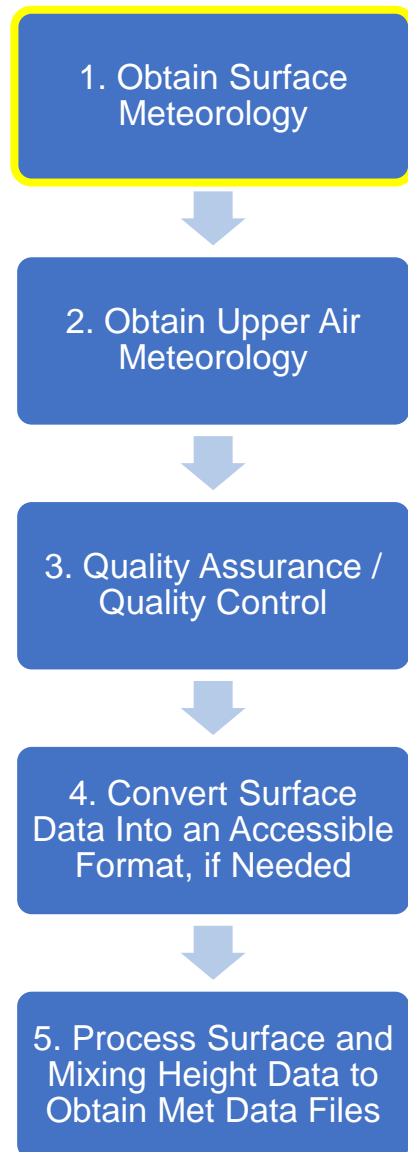 1. Obtain Surface
Meteorology
2. Obtain Upper Air
Meteorology
3. Quality Assurance /
Quality Control
4. Convert Surface
Data Into an Accessible
Format, if Needed
5. Process Surface and
Mixing Height Data to
Obtain Met Data Files